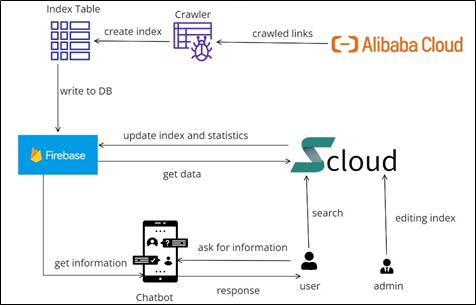 Index Table
Crawler
create index
crawled links
Alibaba Cloud
write to DB
update index and statistics
Firebase
Scloud
get data
search
editing index
ask for information
get information
user
admin
response
Chatbot